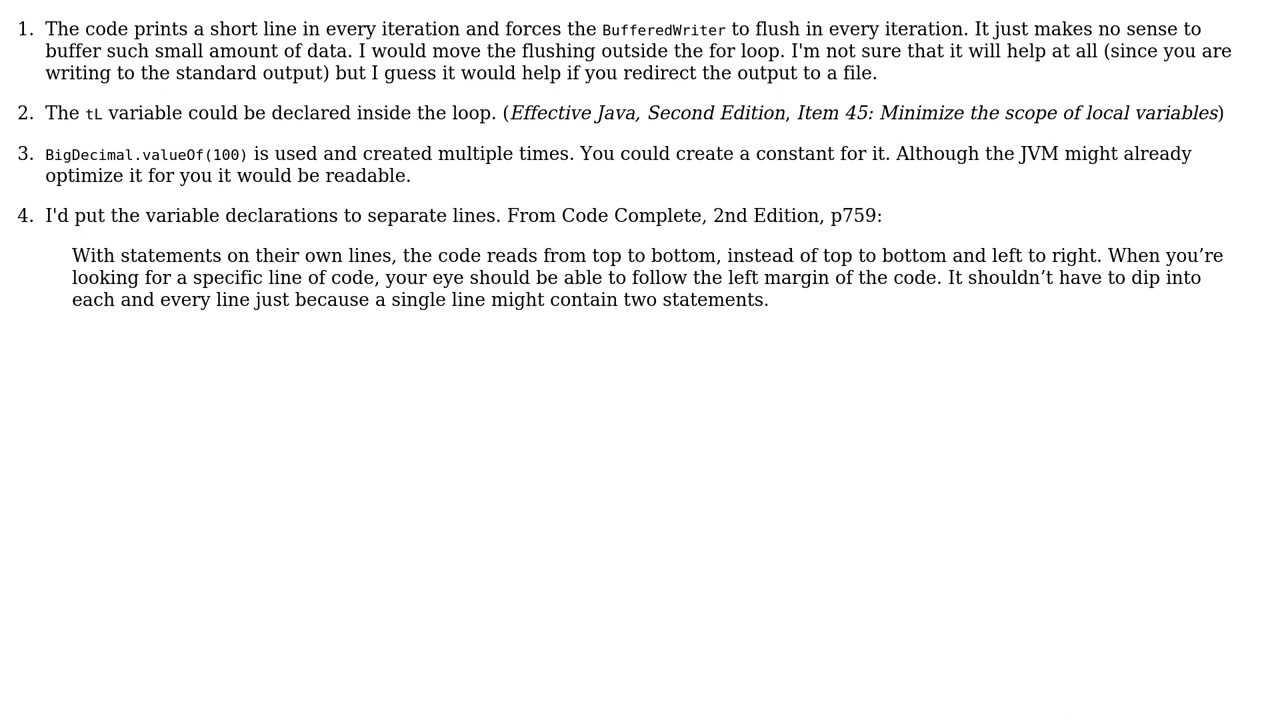 1. The code prints a short line in every iteration and forces the BufferedWriter to flush in every iteration. It just makes no sense to
buffer such small amount of data. I would move the flushing outside the for loop. I'm not sure that it will help at all (since you are
writing to the standard output) but I guess it would help if you redirect the output to a file.
2. The tL variable could be declared inside the loop. (Effective Java, Second Edition, Item 45: Minimize the scope of local variables)
3. BigDecimal.valueOf(100) is used and created multiple times. You could create a constant for it. Although the JVM might already
optimize it for you it would be readable.
4. I'd put the variable declarations to separate lines. From Code Complete, 2nd Edition, p759:
With statements on their own lines, the code reads from top to bottom, instead of top to bottom and left to right. When you’re
looking for a specific line of code, your eye should be able to follow the left margin of the code. It shouldn’t have to dip into
each and every line just because a single line might contain two statements.